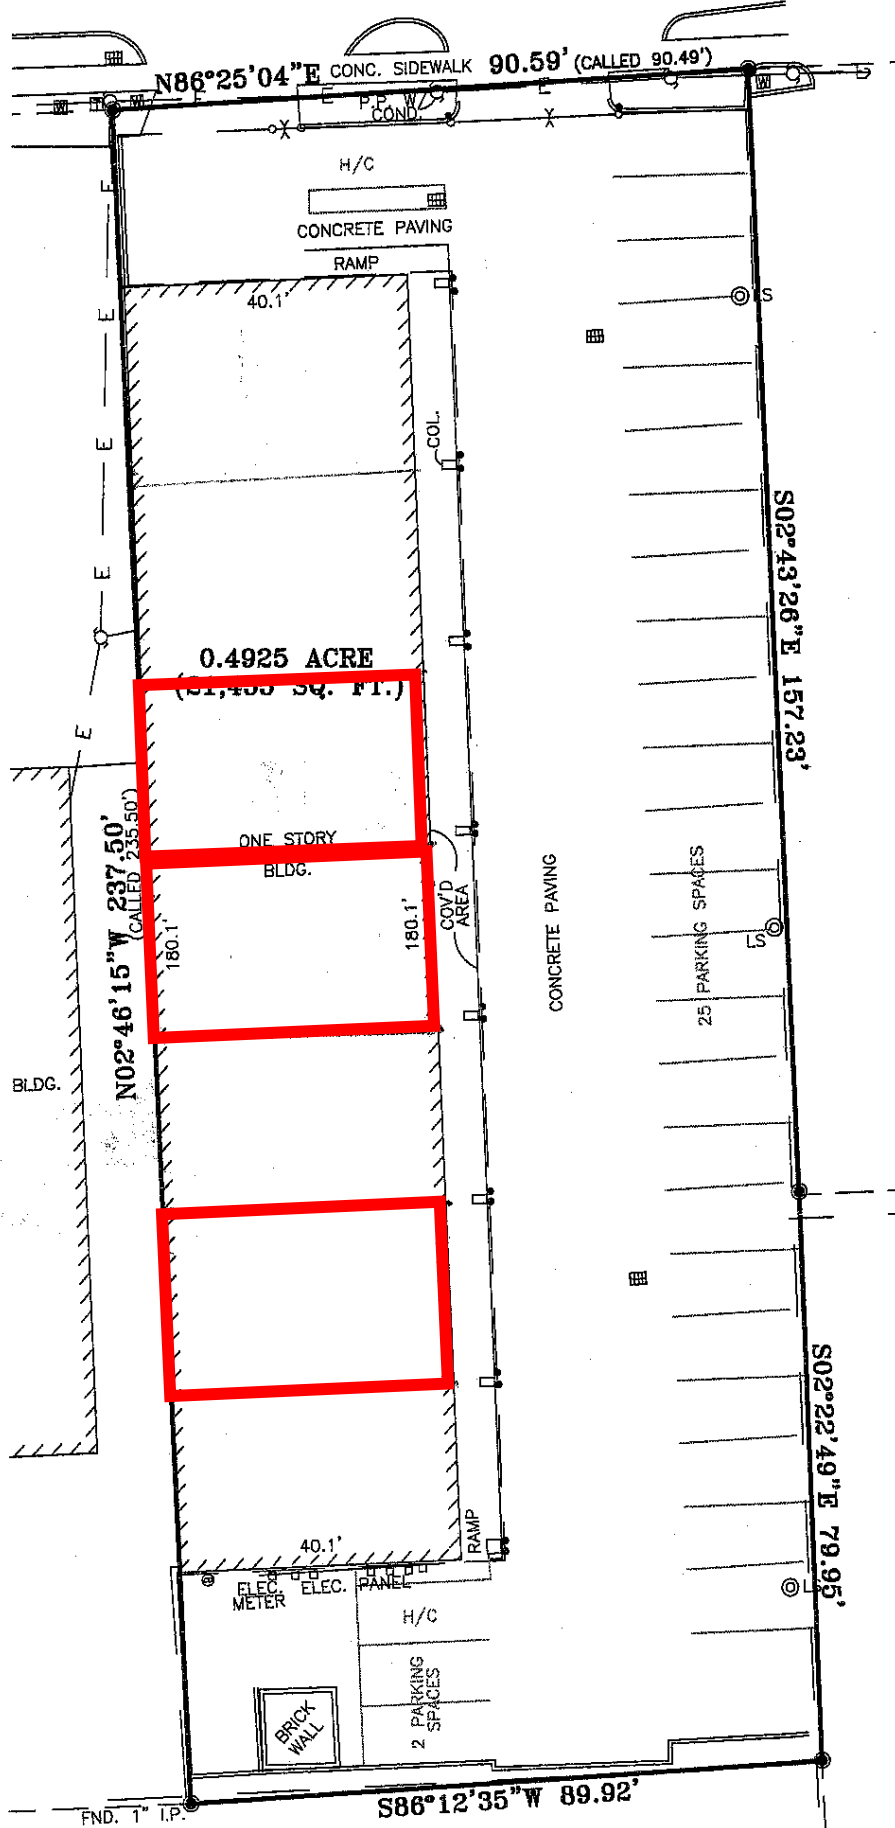 N86°25'04"E CONC. SIDEWALK 90.59' (CALLED 90.49')
W
T
W
E
E
E
P.P. W
COND.
W
X
X
H/C
CONCRETE PAVING
RAMP
40.1'
LS
E
E
COL.
E
E
S02°43'26"E 157.23'
0.4925 ACRE
SQ. FT.)
E
N02°46'15"W 237.50'
(CALLED 235.50')
ONE STORY
BLDG.
180.1'
180.1'
COV'D
AREA
CONCRETE PAVING
25 PARKING SPACES
LS
BLDG.
S02°22'49"E 79.95'
40.1'
RAMP
ELEC.
METER
ELEC. PANEL
H/C
2 PARKING
SPACES
BRICK
WALL
FND. 1" I.P.
S86°12'35"W 89.92'